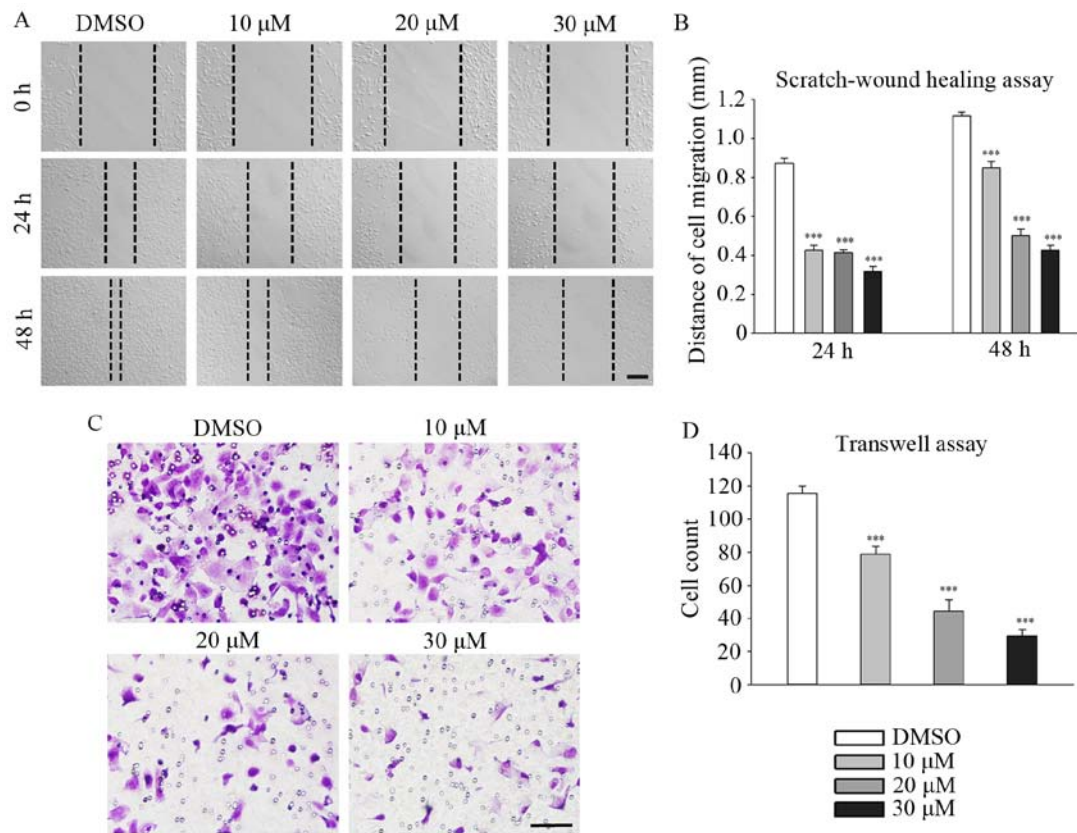 A
DMSO
10 μM
20 μM
30 μM
0 h
24 h
48 h
B
Scratch-wound healing assay
Distance of cell migration (mm)
1.2
1.0
0.8
0.6
0.4
0.2
0
***
***
***
***
***
***
24 h
48 h
C
DMSO
10 μM
20 μM
30 μM
D
Transwell assay
Cell count
140
120
100
80
60
40
20
0
***
***
***
DMSO
10 μM
20 μM
30 μM